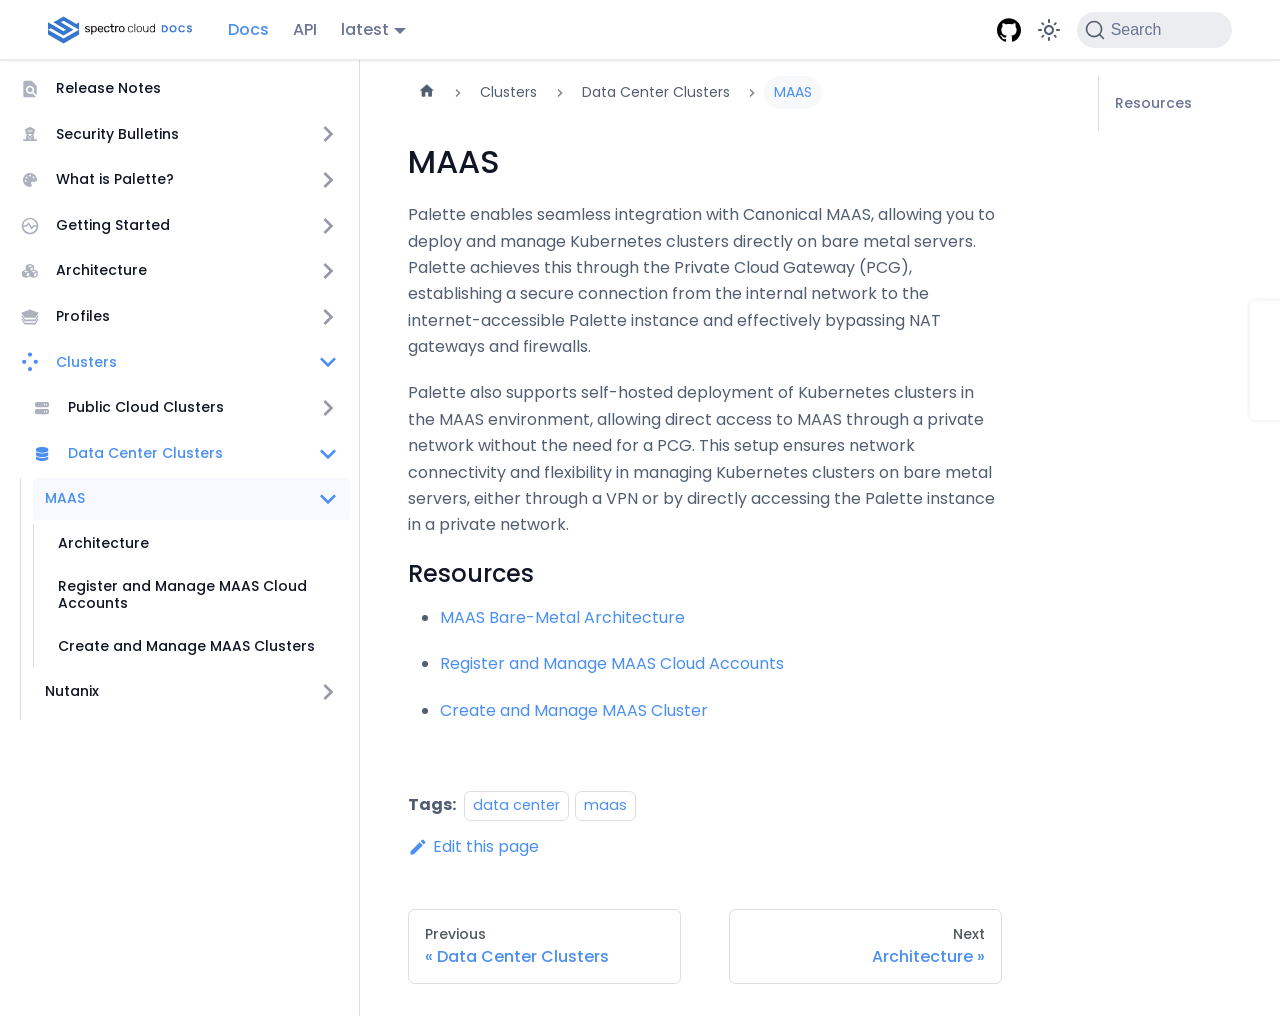 spectro cloud DOCS
Docs
API
latest
Search
Release Notes
Security Bulletins
What is Palette?
Getting Started
Architecture
Profiles
Clusters
Public Cloud Clusters
Data Center Clusters
MAAS
Architecture
Register and Manage MAAS Cloud
Accounts
Create and Manage MAAS Clusters
Nutanix
Clusters
Data Center Clusters
MAAS
MAAS
Palette enables seamless integration with Canonical MAAS, allowing you to
deploy and manage Kubernetes clusters directly on bare metal servers.
Palette achieves this through the Private Cloud Gateway (PCG),
establishing a secure connection from the internal network to the
internet-accessible Palette instance and effectively bypassing NAT
gateways and firewalls.
Palette also supports self-hosted deployment of Kubernetes clusters in
the MAAS environment, allowing direct access to MAAS through a private
network without the need for a PCG. This setup ensures network
connectivity and flexibility in managing Kubernetes clusters on bare metal
servers, either through a VPN or by directly accessing the Palette instance
in a private network.
Resources
MAAS Bare-Metal Architecture
Register and Manage MAAS Cloud Accounts
Create and Manage MAAS Cluster
Tags: data center maas
Edit this page
Previous
« Data Center Clusters
Next
Architecture »
Resources